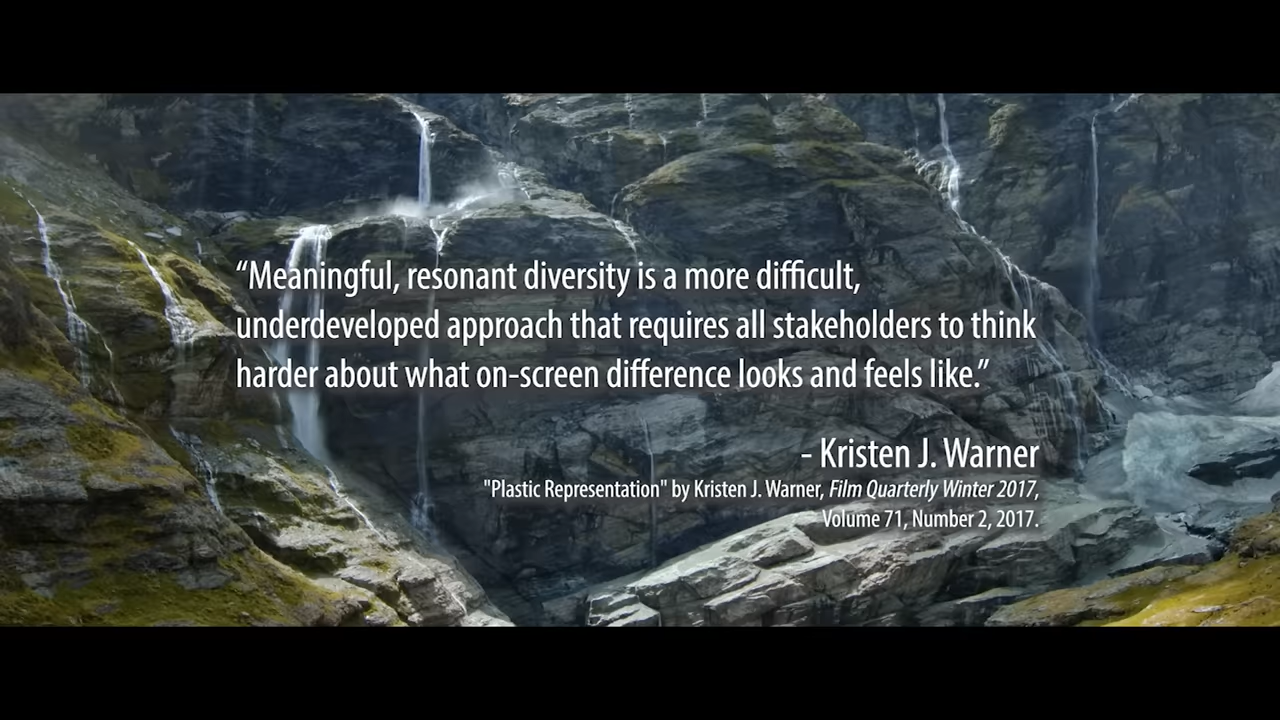 “Meaningful, resonant diversity is a more difficult,
underdeveloped approach that requires all stakeholders to think
harder about what on-screen difference looks and feels like.”
- Kristen J. Warner
"Plastic Representation" by Kristen J. Warner, Film Quarterly Winter 2017,
Volume 71, Number 2, 2017.